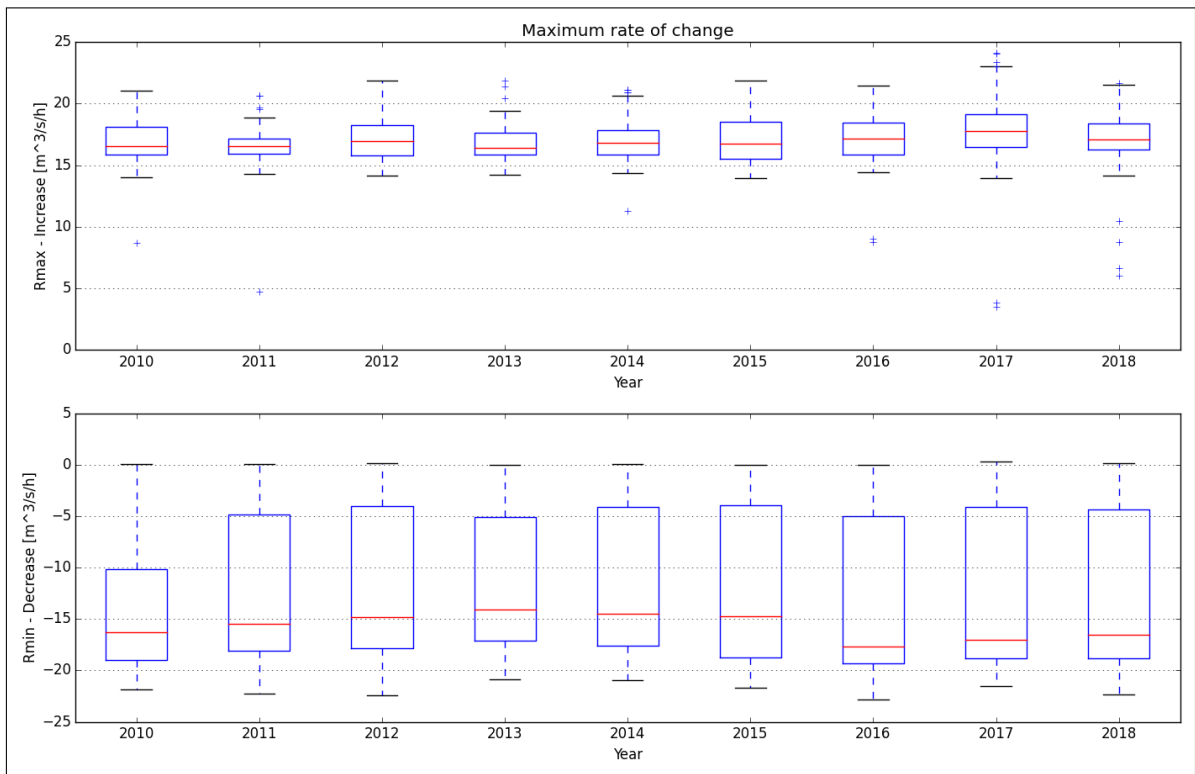 Maximum rate of change
Rmax - Increase [m^3/s/h]
25
20
15
10
5
0
2010 2011 2012 2013 2014 2015 2016 2017 2018
Year
Rmin - Decrease [m^3/s/h]
5
0
−5
−10
−15
−20
−25
2010 2011 2012 2013 2014 2015 2016 2017 2018
Year